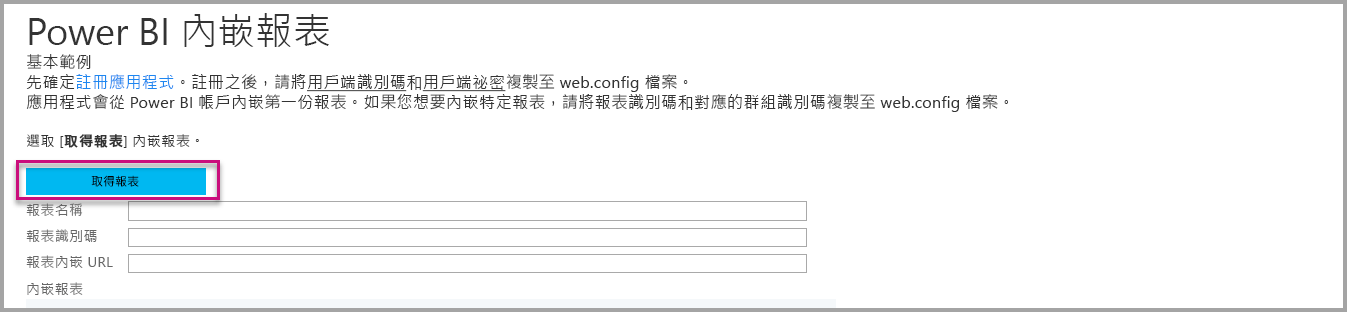 Power BI 內嵌報表
基本範例
先確定註冊應用程式。註冊之後，請將用戶端識別碼和用戶端祕密複製至 web.config 檔案。
應用程式會從 Power BI 帳戶內嵌第一份報表。如果您想要內嵌特定報表，請將報表識別碼和對應的群組識別碼複製至 web.config 檔案。
選取 [取得報表] 內嵌報表。
取得報表
報表名稱
報表識別碼
報表內嵌 URL
內嵌報表